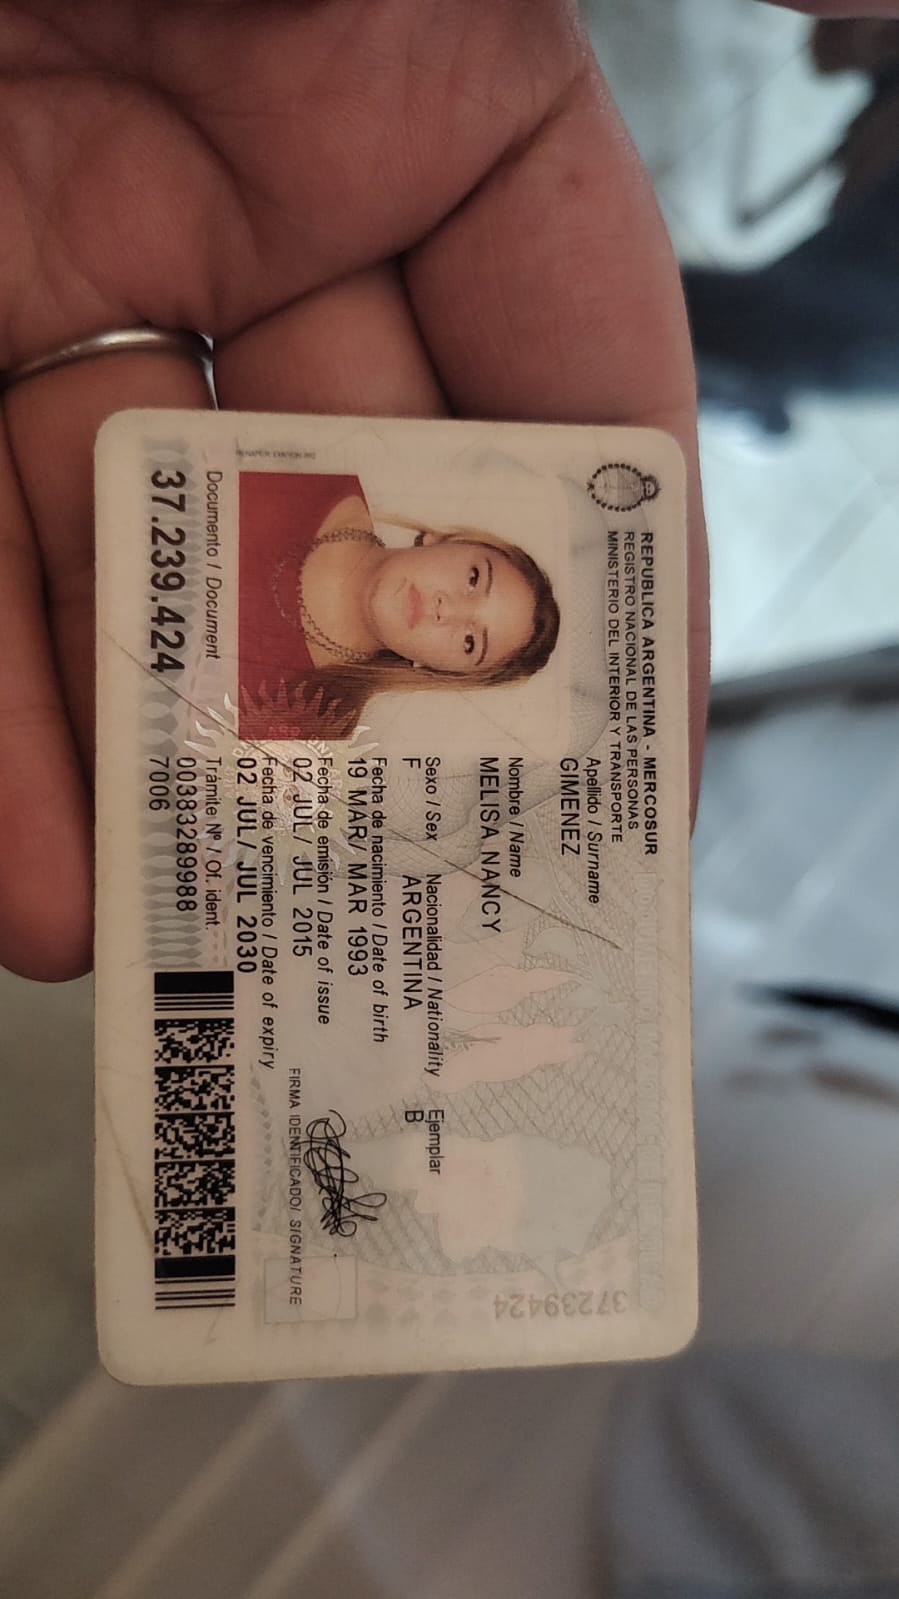 REPUBLICA ARGENTINA - MERCOSUR
REGISTRO NACIONAL DE LAS PERSONAS
MINISTERIO DEL INTERIOR Y TRANSPORTE
Apellido / Surname
GIMENEZ
Nombre / Name
MELISA NANCY
Sexo / Sex Nacionalidad / Nationality Ejemplar
F ARGENTINA B
Fecha de nacimiento / Date of birth
19 MAR/ MAR 1993
Fecha de emisión / Date of issue
02 JUL/ JUL 2015
Fecha de vencimiento / Date of expiry
02 JUL/ JUL 2030
FIRMA IDENTIFICADO/ SIGNATURE
Documento / Document
37.239.424
Trámite Nº / Of. ident.
00383289988
7006
37239424